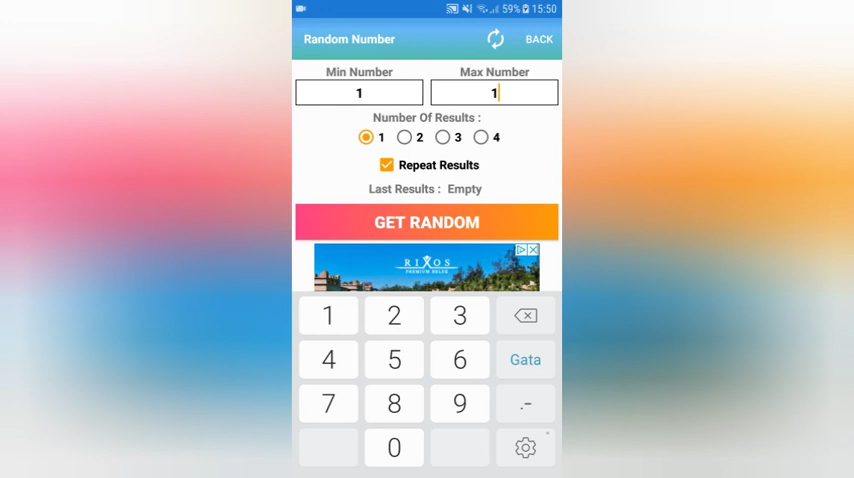 59% 15:50
Random Number BACK
Min Number Max Number
1 1
Number Of Results :
1 2 3 4
Repeat Results
Last Results : Empty
GET RANDOM
RIXOS
PREMIUM BELEK
1 2 3
4 5 6 Gata
7 8 9 .-
0